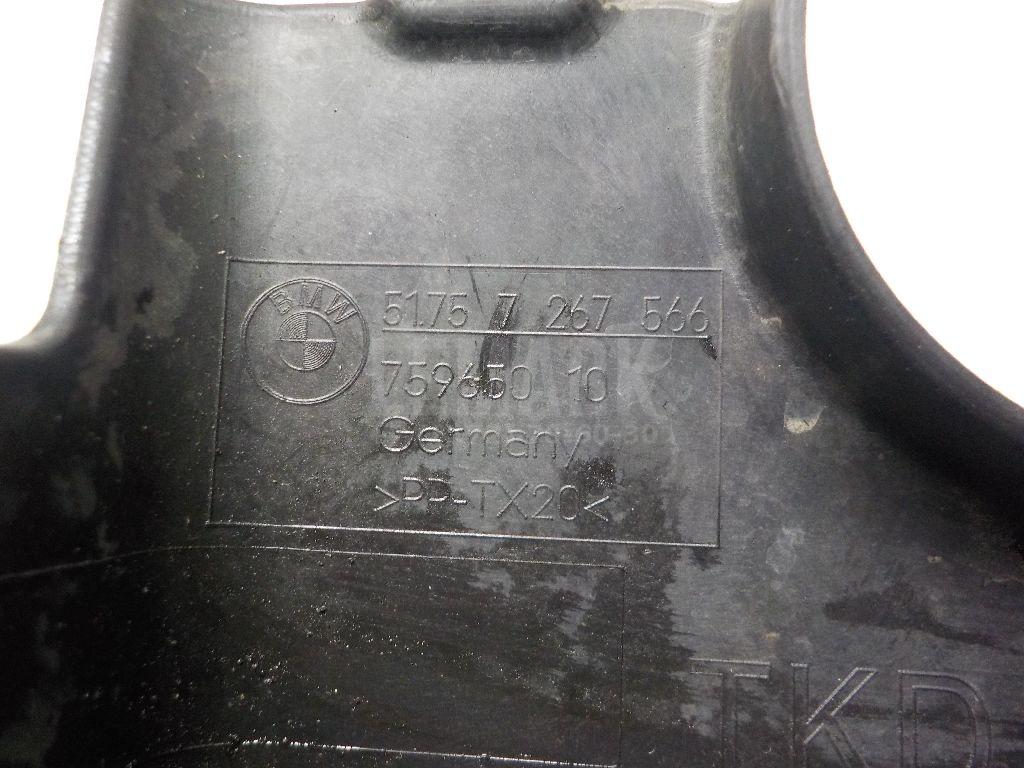 BMW
51.75 7 267 566
759650 10
Germany
>PP-TX20<
TKD